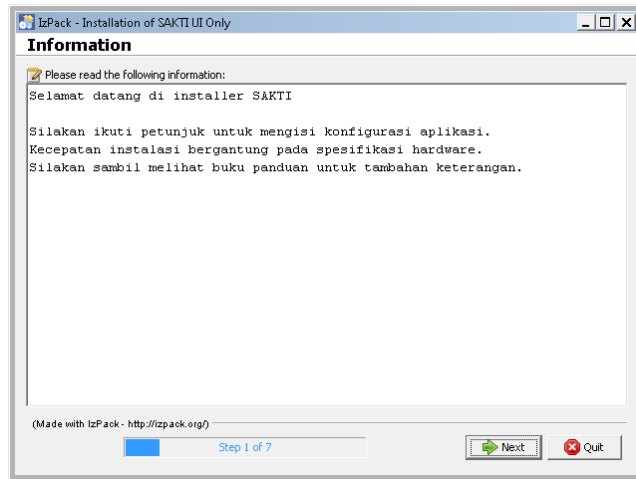 IzPack - Installation of SAKTI UI Only
Information
Please read the following information:
Selamat datang di installer SAKTI
Silakan ikuti petunjuk untuk mengisi konfigurasi aplikasi.
Kecepatan instalasi bergantung pada spesifikasi hardware.
Silakan sambil melihat buku panduan untuk tambahan keterangan.
(Made with IzPack - http://izpack.org/)
Step 1 of 7
Next
Quit